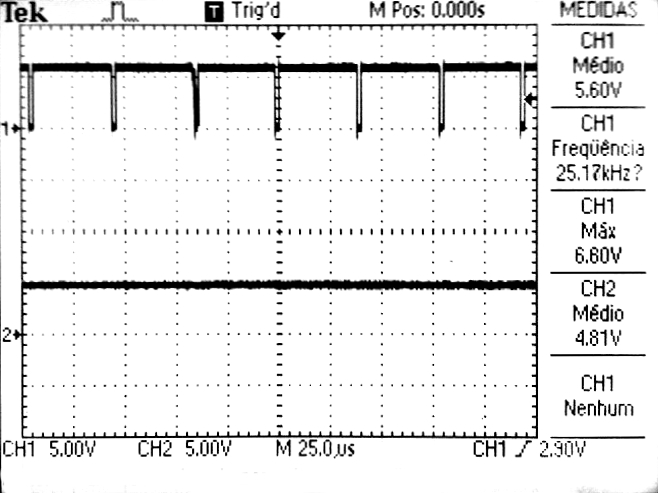 Tek T Trig'd M Pos: 0.000s MEDIDAS
CH1
Médio
5.60V
CH1
Freqüência
25.17kHz?
CH1
Máx
6.60V
CH2
Médio
4.81V
CH1
Nenhum
1
2
CH1 5.00V CH2 5.00V M 25.0µs CH1 2.90V